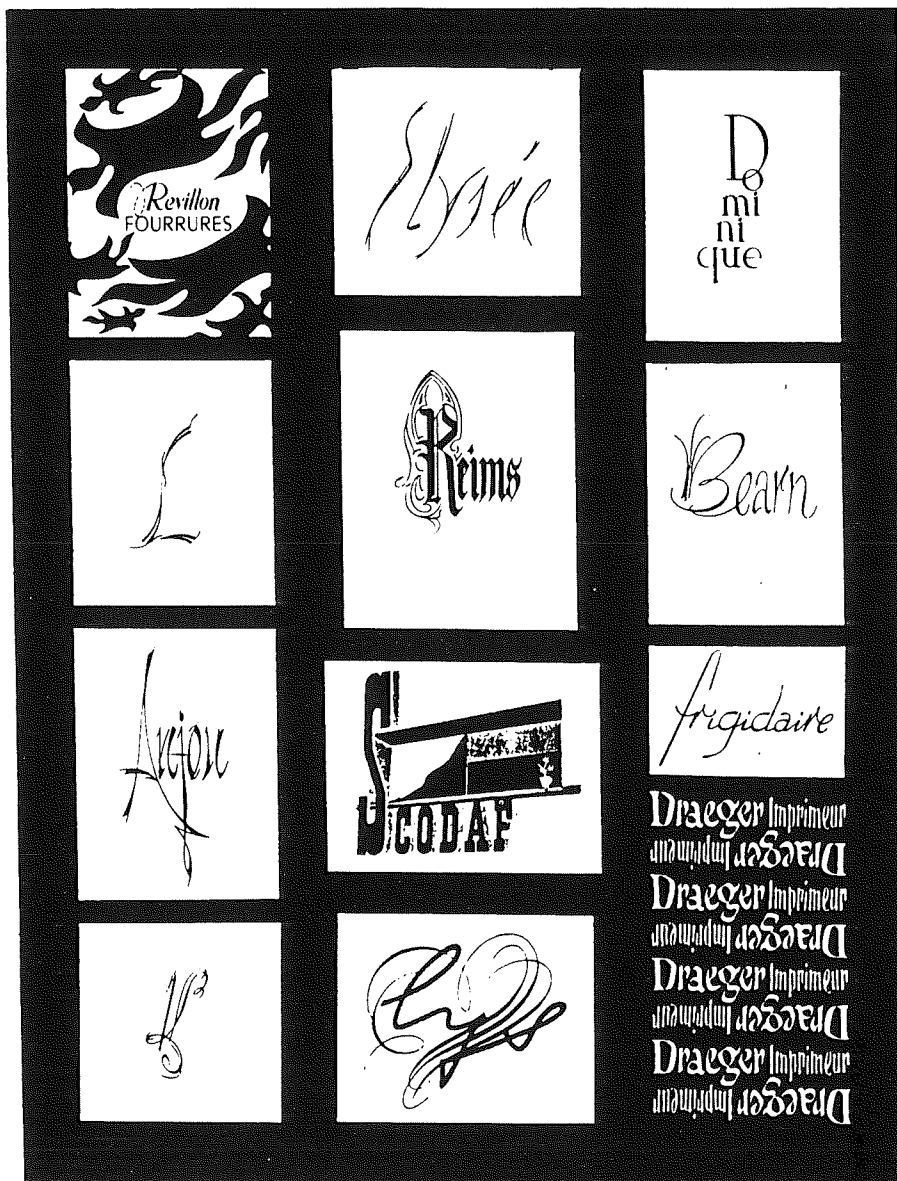 Revillon
FOURRURES
Elysée
D
o
mi
ni
que
L
Reims
Bearn
Anjou
SCODAF
frigidaire
Draeger Imprimeur
Draeger Imprimeur
Draeger Imprimeur
Draeger Imprimeur
Draeger Imprimeur
Draeger Imprimeur
Draeger Imprimeur
Draeger Imprimeur